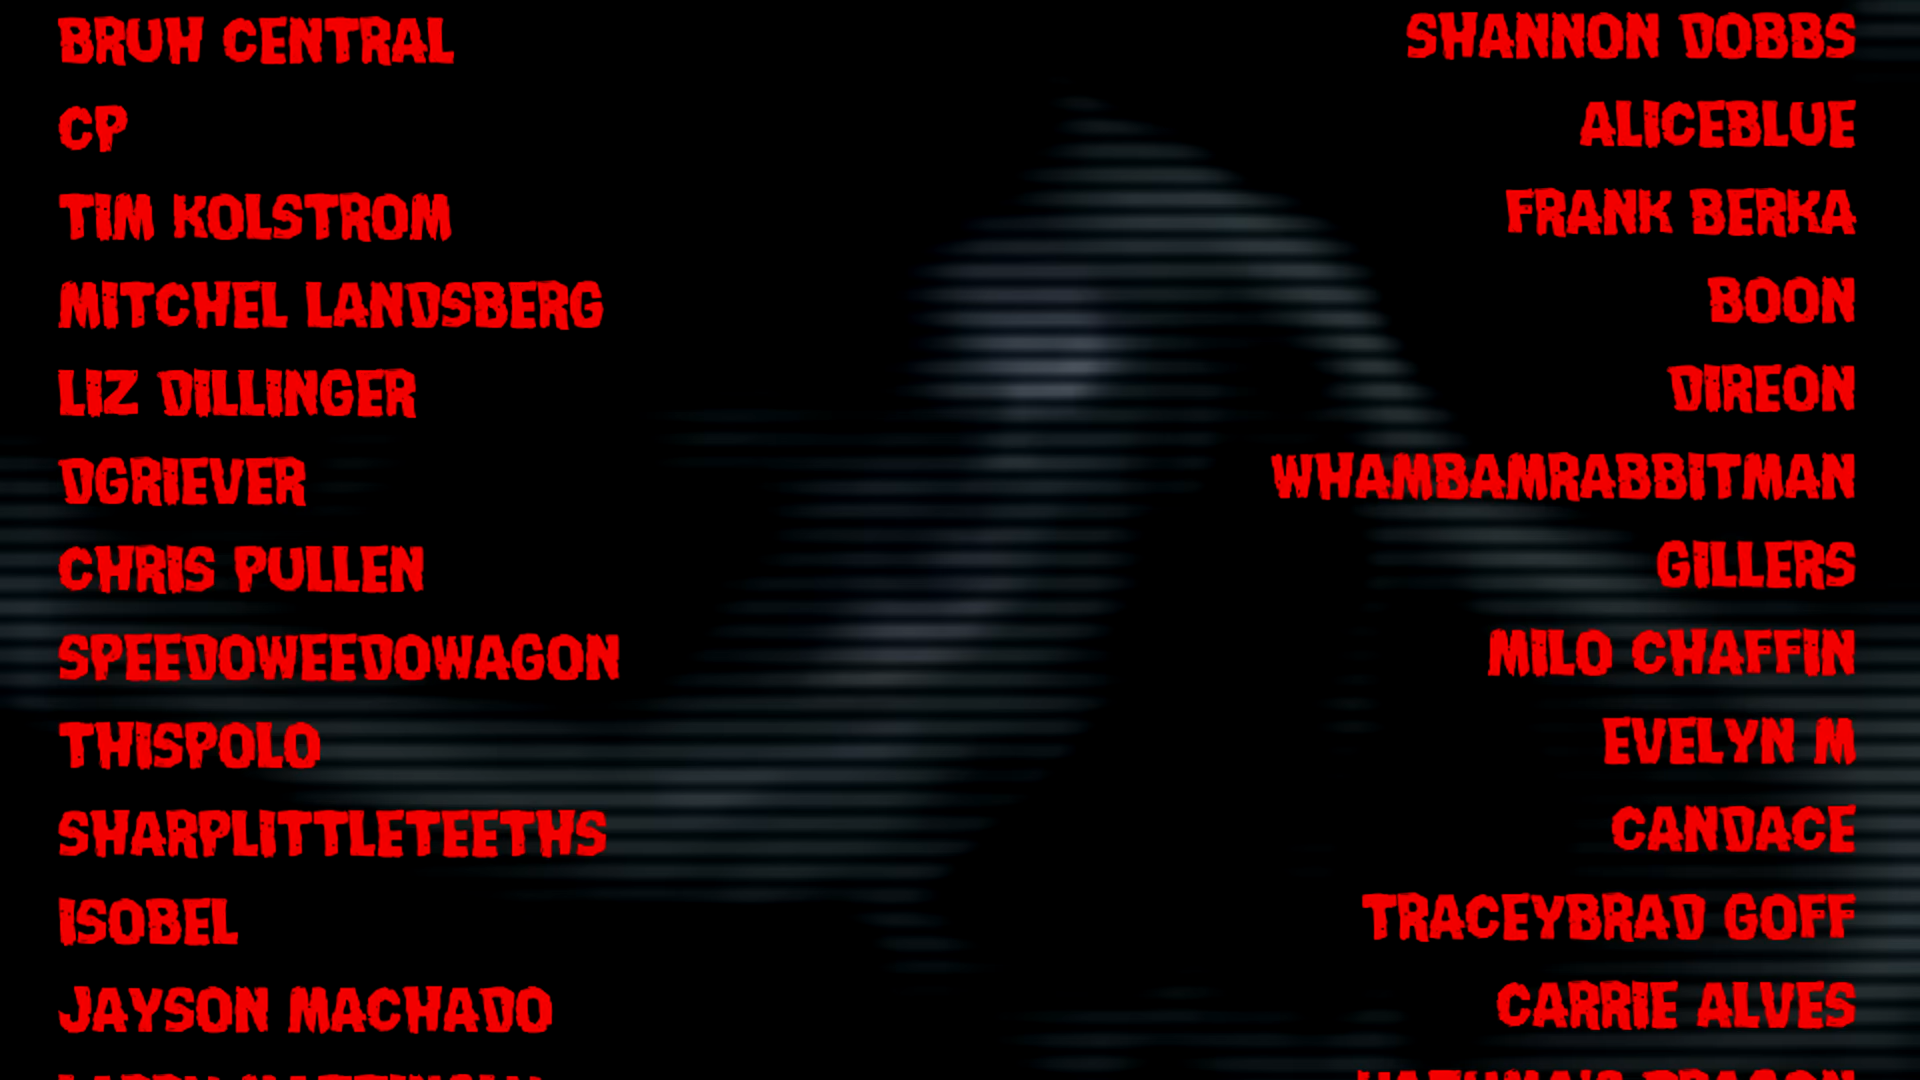 BRUH CENTRAL
CP
TIM KOLSTROM
MITCHEL LANDSBERG
LIZ DILLINGER
DGRIEVER
CHRIS PULLEN
SPEEDOWEEDOWAGON
THISPOLO
SHARPLITTLETEETHS
ISOBEL
JAYSON MACHADO
SHANNON DOBBS
ALICEBLUE
FRANK BERKA
BOON
DIREON
WHAMBAMRABBITMAN
GILLERS
MILO CHAFFIN
EVELYN M
CANDACE
TRACEYBRAD GOFF
CARRIE ALVES